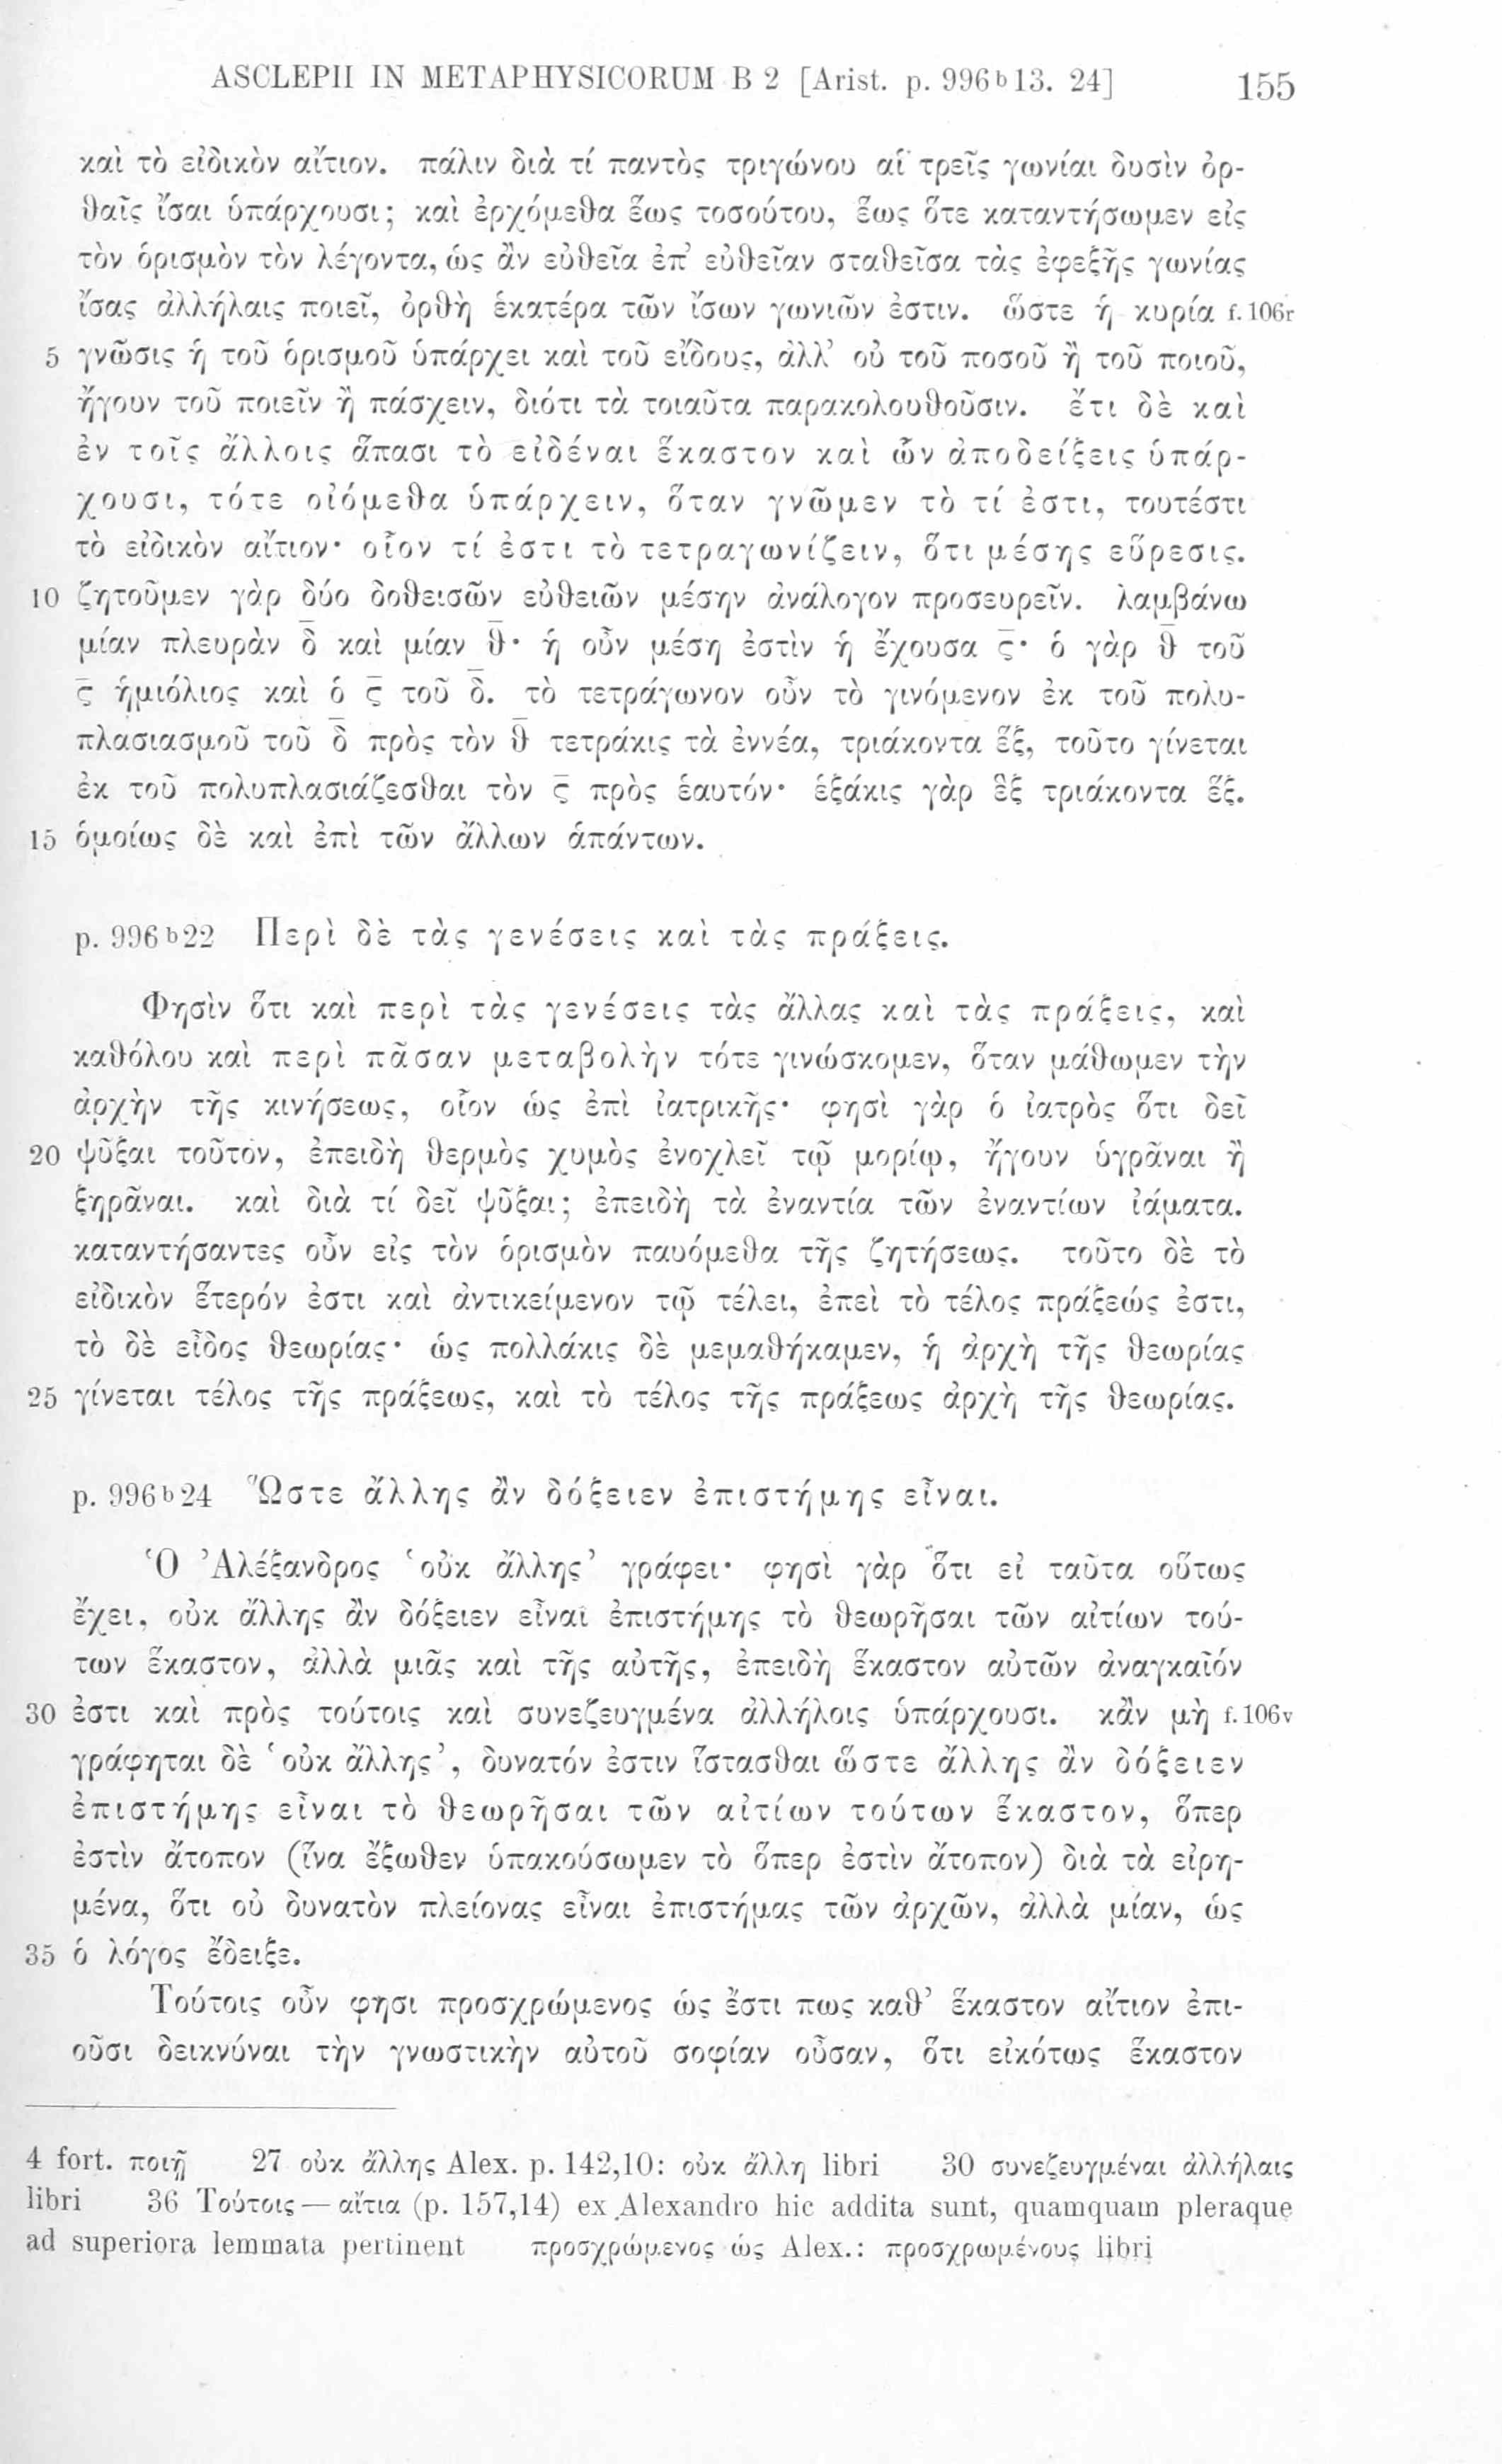 ASCLEPII IN METAPHYSICORUM B 2 [Arist. p. 996ᵇ13. 24] 155
καὶ τὸ εἰδικὸν αἴτιον. πάλιν διὰ τί παντὸς τριγώνου αἱ τρεῖς γωνίαι δυσὶν ὀρ-
θαῖς ἴσαι ὑπάρχουσι; καὶ ἐρχόμεθα ἕως τοσούτου, ἕως ὅτε καταντήσωμεν εἰς
τὸν ὁρισμὸν τὸν λέγοντα, ὡς ἂν εὐθεῖα ἐπ’ εὐθεῖαν σταθεῖσα τὰς ἐφεξῆς γωνίας
ἴσας ἀλλήλαις ποιεῖ, ὀρθὴ ἑκατέρα τῶν ἴσων γωνιῶν ἐστιν. ὥστε ἡ κυρία f. 106r
5 γνῶσις ἡ τοῦ ὁρισμοῦ ὑπάρχει καὶ τοῦ εἴδους, ἀλλ’ οὐ τοῦ ποσοῦ ἢ τοῦ ποιοῦ,
ἤγουν τοῦ ποιεῖν ἢ πάσχειν, διότι τὰ τοιαῦτα παρακολουθοῦσιν. ἔτι δὲ καὶ
ἐν τοῖς ἄλλοις ἅπασι τὸ εἰδέναι ἕκαστον καὶ ὧν ἀποδείξεις ὑπάρ-
χουσι, τότε οἰόμεθα ὑπάρχειν, ὅταν γνῶμεν τὸ τί ἐστι, τουτέστι
τὸ εἰδικὸν αἴτιον· οἷον τί ἐστι τὸ τετραγωνίζειν, ὅτι μέσης εὕρεσις.
10 ζητοῦμεν γὰρ δύο δοθεισῶν εὐθειῶν μέσην ἀνάλογον προσευρεῖν. λαμβάνω
μίαν πλευρὰν δ̅ καὶ μίαν θ̅· ἡ οὖν μέση ἐστὶν ἡ ἔχουσα ϛ̅· ὁ γὰρ θ̅ τοῦ
ϛ̅ ἡμιόλιος καὶ ὁ ϛ̅ τοῦ δ̅. τὸ τετράγωνον οὖν τὸ γινόμενον ἐκ τοῦ πολυ-
πλασιασμοῦ τοῦ δ̅ πρὸς τὸν θ̅ τετράκις τὰ ἐννέα, τριάκοντα ἕξ, τοῦτο γίνεται
ἐκ τοῦ πολυπλασιάζεσθαι τὸν ϛ̅ πρὸς ἑαυτόν· ἑξάκις γὰρ ἓξ τριάκοντα ἕξ.
15 ὁμοίως δὲ καὶ ἐπὶ τῶν ἄλλων ἁπάντων.
p. 996ᵇ22 Περὶ δὲ τὰς γενέσεις καὶ τὰς πράξεις.
Φησὶν ὅτι καὶ περὶ τὰς γενέσεις τὰς ἄλλας καὶ τὰς πράξεις, καὶ
καθόλου καὶ περὶ πᾶσαν μεταβολὴν τότε γινώσκομεν, ὅταν μάθωμεν τὴν
ἀρχὴν τῆς κινήσεως, οἷον ὡς ἐπὶ ἰατρικῆς· φησὶ γὰρ ὁ ἰατρὸς ὅτι δεῖ
20 ψῦξαι τοῦτον, ἐπειδὴ θερμὸς χυμὸς ἐνοχλεῖ τῷ μορίῳ, ἤγουν ὑγρᾶναι ἢ
ξηρᾶναι. καὶ διὰ τί δεῖ ψῦξαι; ἐπειδὴ τὰ ἐναντία τῶν ἐναντίων ἰάματα.
καταντήσαντες οὖν εἰς τὸν ὁρισμὸν παυόμεθα τῆς ζητήσεως. τοῦτο δὲ τὸ
εἰδικὸν ἕτερόν ἐστι καὶ ἀντικείμενον τῷ τέλει, ἐπεὶ τὸ τέλος πράξεώς ἐστι,
τὸ δὲ εἶδος θεωρίας· ὡς πολλάκις δὲ μεμαθήκαμεν, ἡ ἀρχὴ τῆς θεωρίας
25 γίνεται τέλος τῆς πράξεως, καὶ τὸ τέλος τῆς πράξεως ἀρχὴ τῆς θεωρίας.
p. 996ᵇ24 Ὥστε ἄλλης ἂν δόξειεν ἐπιστήμης εἶναι.
Ὁ Ἀλέξανδρος ‘οὐκ ἄλλης’ γράφει· φησὶ γὰρ ὅτι εἰ ταῦτα οὕτως
ἔχει, οὐκ ἄλλης ἂν δόξειεν εἶναι ἐπιστήμης τὸ θεωρῆσαι τῶν αἰτίων τού-
των ἕκαστον, ἀλλὰ μιᾶς καὶ τῆς αὐτῆς, ἐπειδὴ ἕκαστον αὐτῶν ἀναγκαῖόν
30 ἐστι καὶ πρὸς τούτοις καὶ συνεζευγμένα ἀλλήλοις ὑπάρχουσι. κἂν μὴ f. 106v
γράφηται δὲ ‘οὐκ ἄλλης’, δυνατόν ἐστιν ἵστασθαι ὥστε ἄλλης ἂν δόξειεν
ἐπιστήμης εἶναι τὸ θεωρῆσαι τῶν αἰτίων τούτων ἕκαστον, ὅπερ
ἐστὶν ἄτοπον (ἵνα ἔξωθεν ὑπακούσωμεν τὸ ὅπερ ἐστὶν ἄτοπον) διὰ τὰ εἰρη-
μένα, ὅτι οὐ δυνατὸν πλείονας εἶναι ἐπιστήμας τῶν ἀρχῶν, ἀλλὰ μίαν, ὡς
35 ὁ λόγος ἔδειξε.
Τούτοις οὖν φησι προσχρώμενος ὡς ἔστι πως καθ’ ἕκαστον αἴτιον ἐπι-
οῦσι δεικνύναι τὴν γνωστικὴν αὐτοῦ σοφίαν οὖσαν, ὅτι εἰκότως ἕκαστον
4 fort. ποιῇ 27 οὐκ ἄλλης Alex. p. 142,10: οὐκ ἄλλη libri 30 συνεζευγμέναι ἀλλήλαις
libri 36 Τούτοις — αἴτια (p. 157,14) ex Alexandro hic addita sunt, quamquam pleraque
ad superiora lemmata pertinent προσχρώμενος ὡς Alex.: προσχρωμένους libri